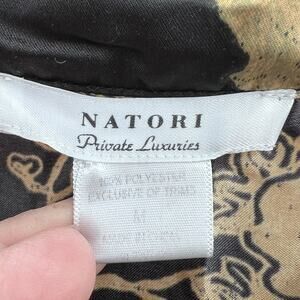 NATORI
Private Luxuries
100% POLYESTER
EXCLUSIVE OF TRIMS
M